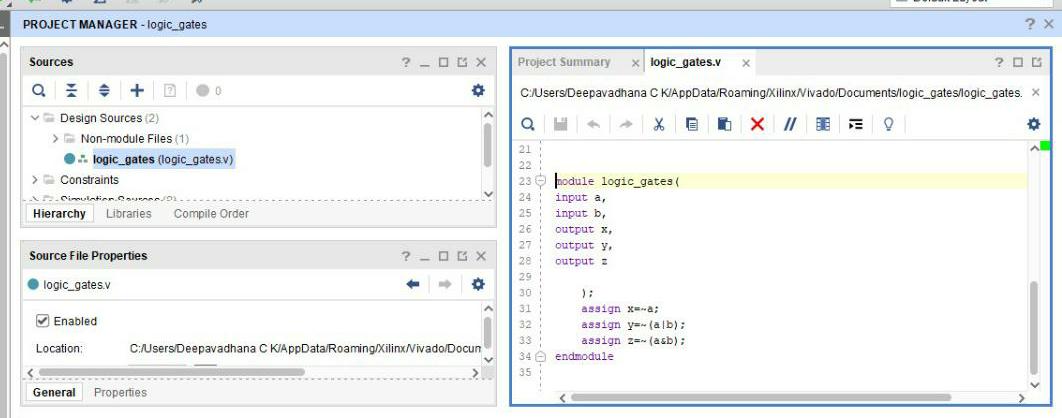 PROJECT MANAGER - logic_gates
Sources
0
Design Sources (2)
Non-module Files (1)
logic_gates (logic_gates.v)
Constraints
Hierarchy Libraries Compile Order
Source File Properties
logic_gates.v
Enabled
Location: C:/Users/Deepavadhana C K/AppData/Roaming/Xilinx/Vivado/Docum
General Properties
Project Summary logic_gates.v
C:/Users/Deepavadhana C K/AppData/Roaming/Xilinx/Vivado/Documents/logic_gates/logic_gates.
21
22
23 module logic_gates(
24 input a,
25 input b,
26 output x,
27 output y,
28 output z
29
30 );
31 assign x=~a;
32 assign y=~(a|b);
33 assign z=~(a&b);
34 endmodule
35